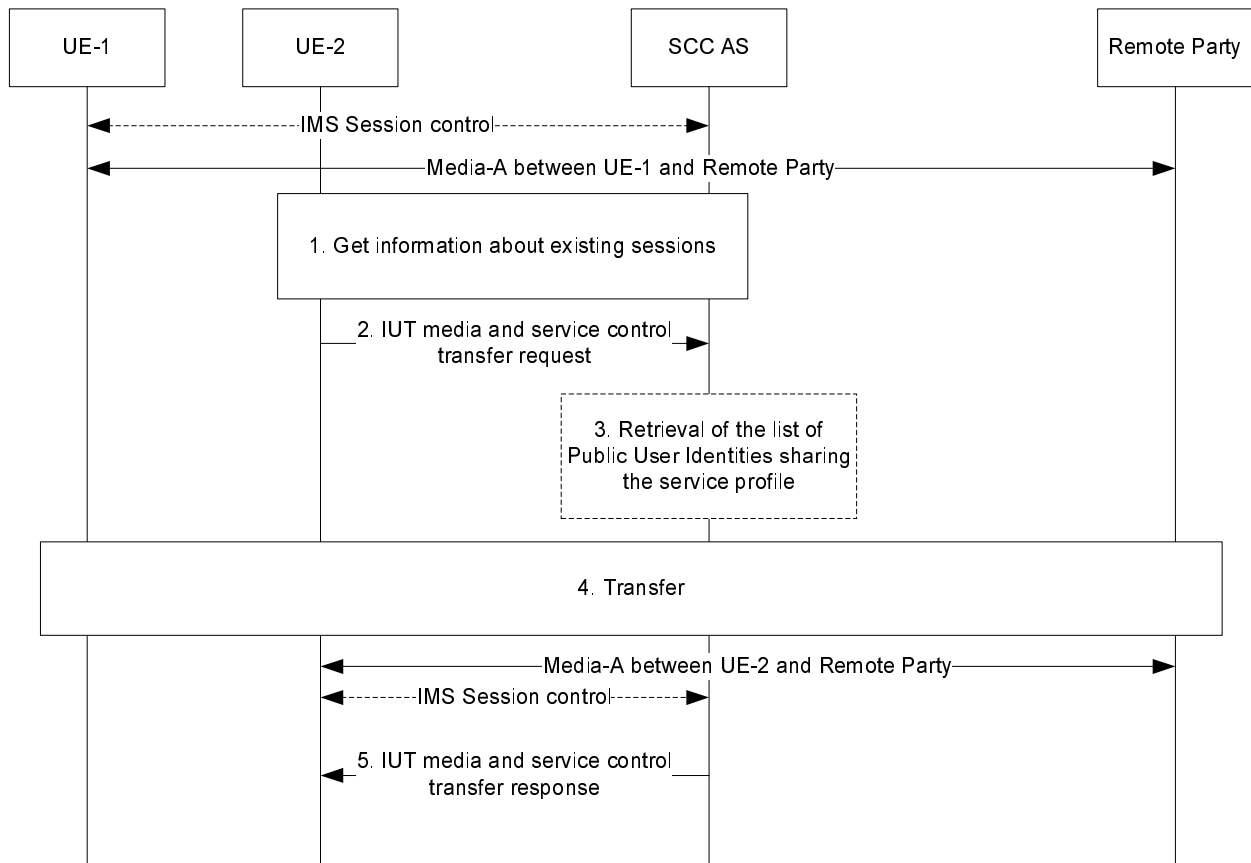 UE-1
UE-2
SCC AS
Remote Party
IMS Session control
Media-A between UE-1 and Remote Party
1. Get information about existing sessions
2. IUT media and service control
transfer request
3. Retrieval of the list of
Public User Identities sharing
the service profile
4. Transfer
Media-A between UE-2 and Remote Party
IMS Session control
5. IUT media and service control
transfer response